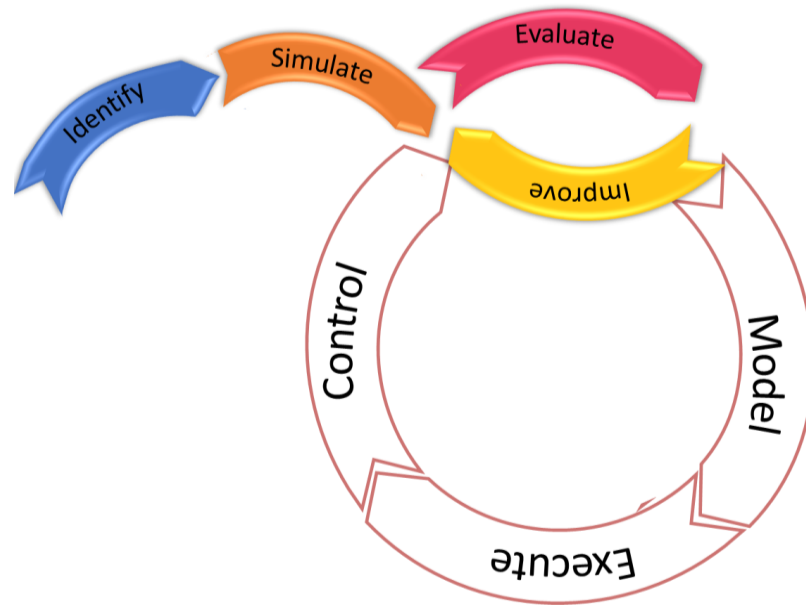 Identify
Simulate
Evaluate
Improve
Model
Execute
Control